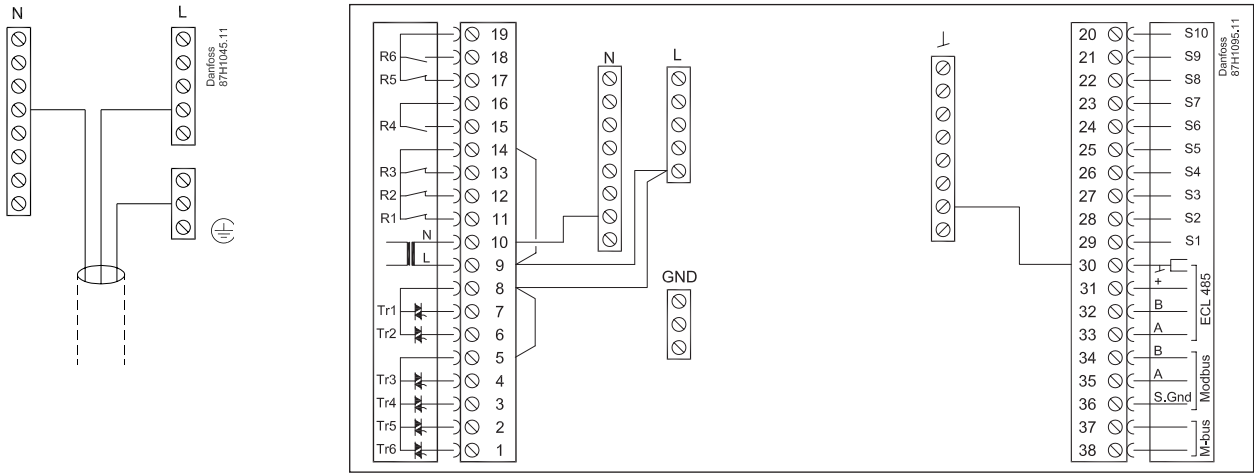 N
L
Danfoss
87H1045.11
R6
R5
R4
R3
R2
R1
N
L
Tr1
Tr2
Tr3
Tr4
Tr5
Tr6
19
18
17
16
15
14
13
12
11
10
9
8
7
6
5
4
3
2
1
N
L
GND
20
21
22
23
24
25
26
27
28
29
30
31
32
33
34
35
36
37
38
S10
S9
S8
S7
S6
S5
S4
S3
S2
S1
+
B
A
B
A
S.Gnd
ECL 485
Modbus
M-bus
Danfoss
87H1095.11